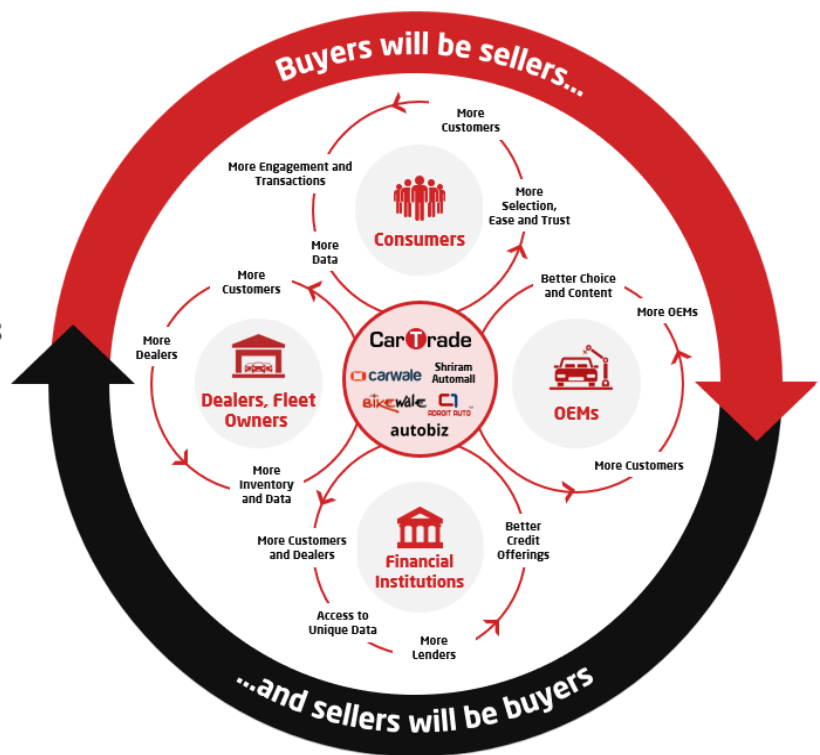 Buyers will be sellers...
More
Customers
More Engagement and
Transactions
More
Selection,
Ease and Trust
Consumers
More
Data
More
Customers
Better Choice
and Content
More OEMs
More
Dealers
CarTrade
carwale
Shriram
Automall
BikeWale
ADROIT AUTO
autobiz
Dealers, Fleet
Owners
OEMs
More
Inventory
and Data
More Customers
More Customers
and Dealers
Better
Credit
Offerings
Financial
Institutions
Access to
Unique Data
More
Lenders
...and sellers will be buyers